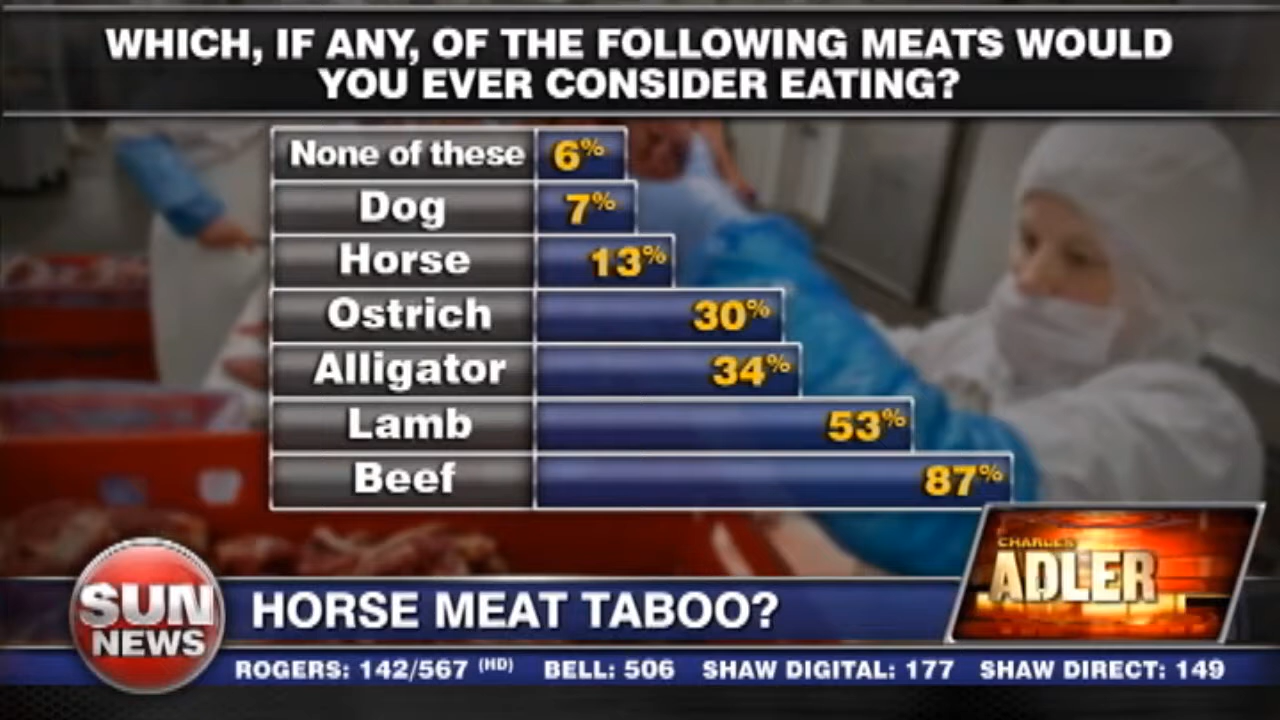 WHICH, IF ANY, OF THE FOLLOWING MEATS WOULD
YOU EVER CONSIDER EATING?
None of these 6%
Dog 7%
Horse 13%
Ostrich 30%
Alligator 34%
Lamb 53%
Beef 87%
CHARLES
ADLER
SUN
NEWS
HORSE MEAT TABOO?
ROGERS: 142/567 (HD) BELL: 506 SHAW DIGITAL: 177 SHAW DIRECT: 149